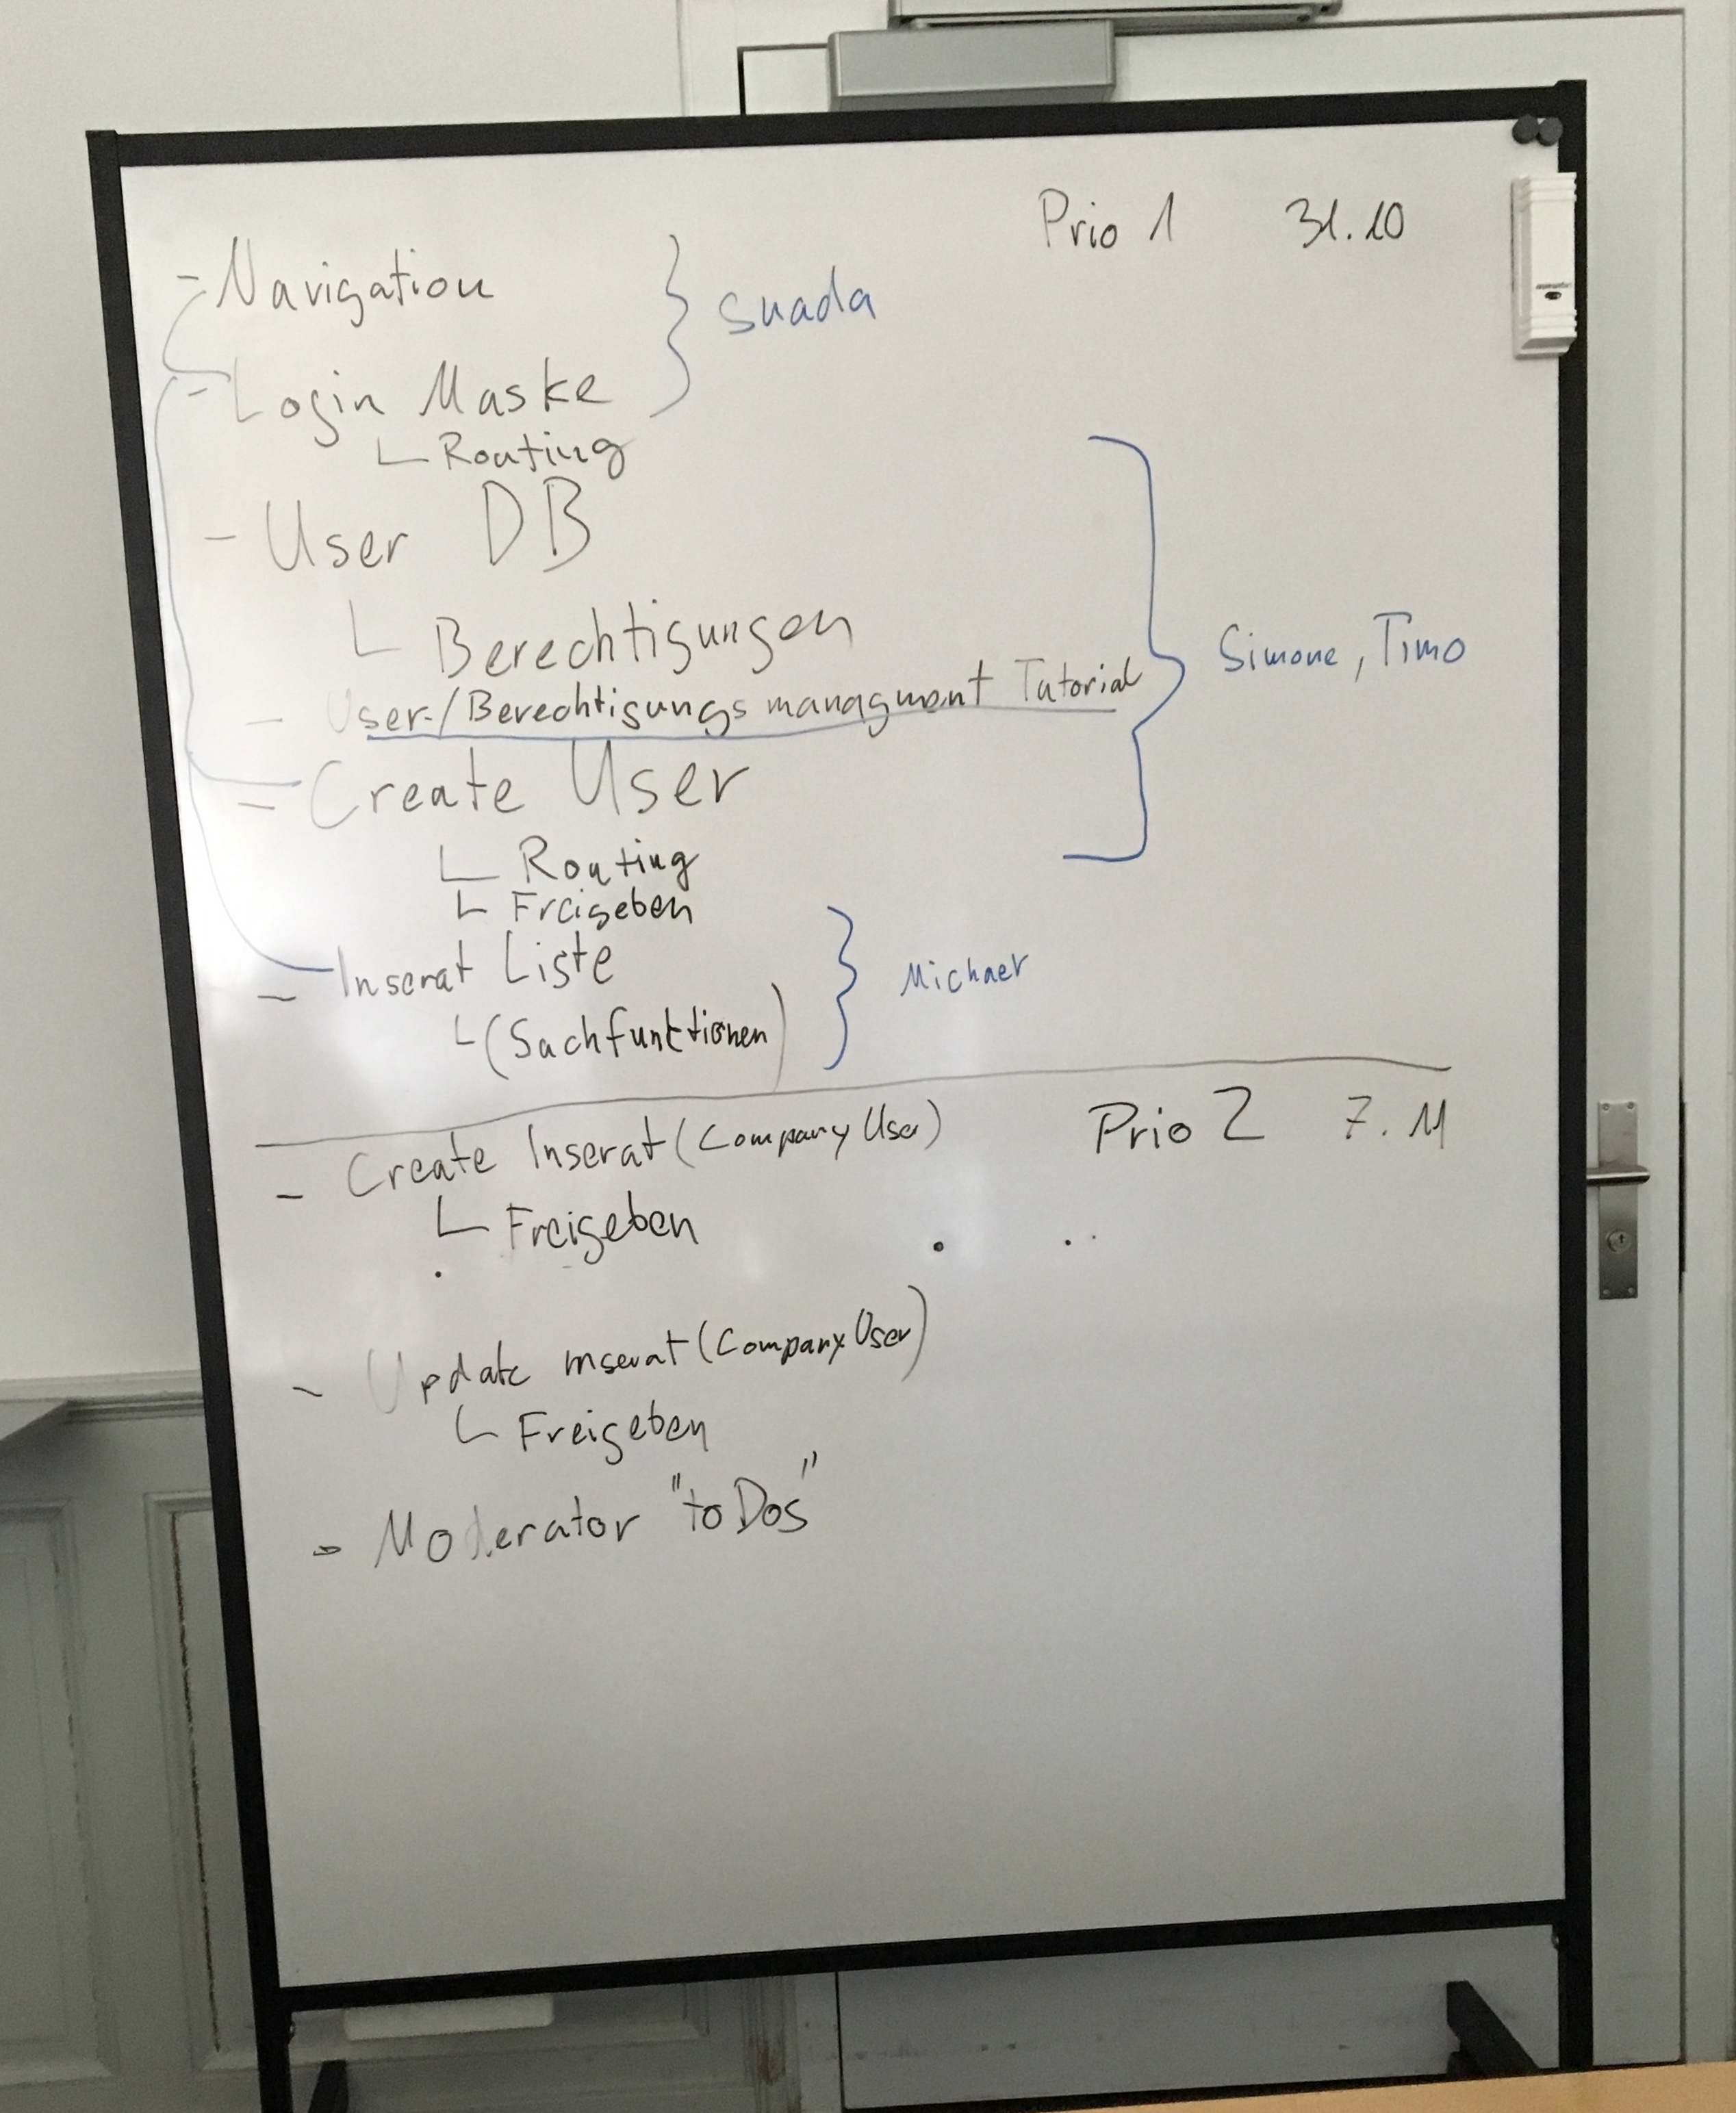 Prio 1 31.10
- Navigation
Suada
- Login Maske
Routing
- User DB
Berechtigungen
- User-/Berechtigungsmanagment Tutorial
Simone, Timo
- Create User
Routing
Freigeben
- Inserat Liste
Michael
(Suchfunktionen)
Prio 2 7.11
- Create Inserat (Company User)
Freigeben
- Update Inserat (Company User)
Freigeben
- Moderator "to Dos"